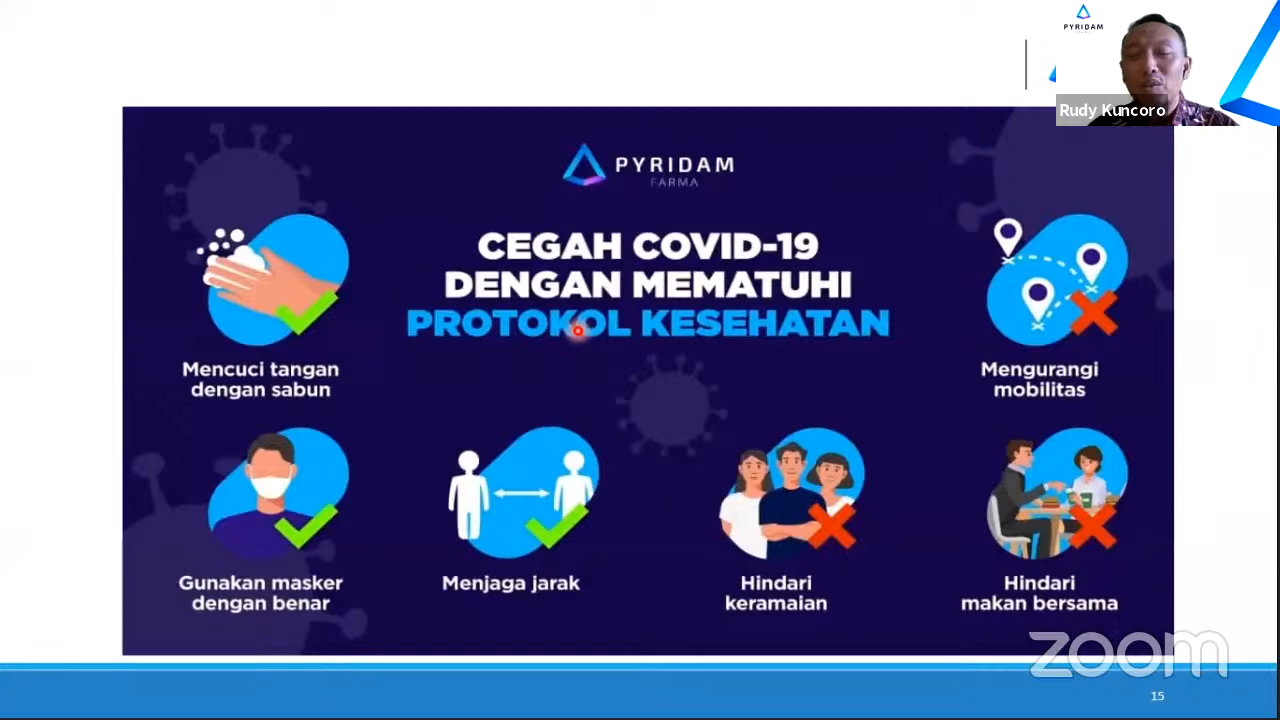 PYRIDAM
Rudy Kuncoro
PYRIDAM
FARMA
CEGAH COVID-19
DENGAN MEMATUHI
PROTOKOL KESEHATAN
Mencuci tangan
dengan sabun
Mengurangi
mobilitas
Gunakan masker
dengan benar
Menjaga jarak
Hindari
keramaian
Hindari
makan bersama
zoom
15